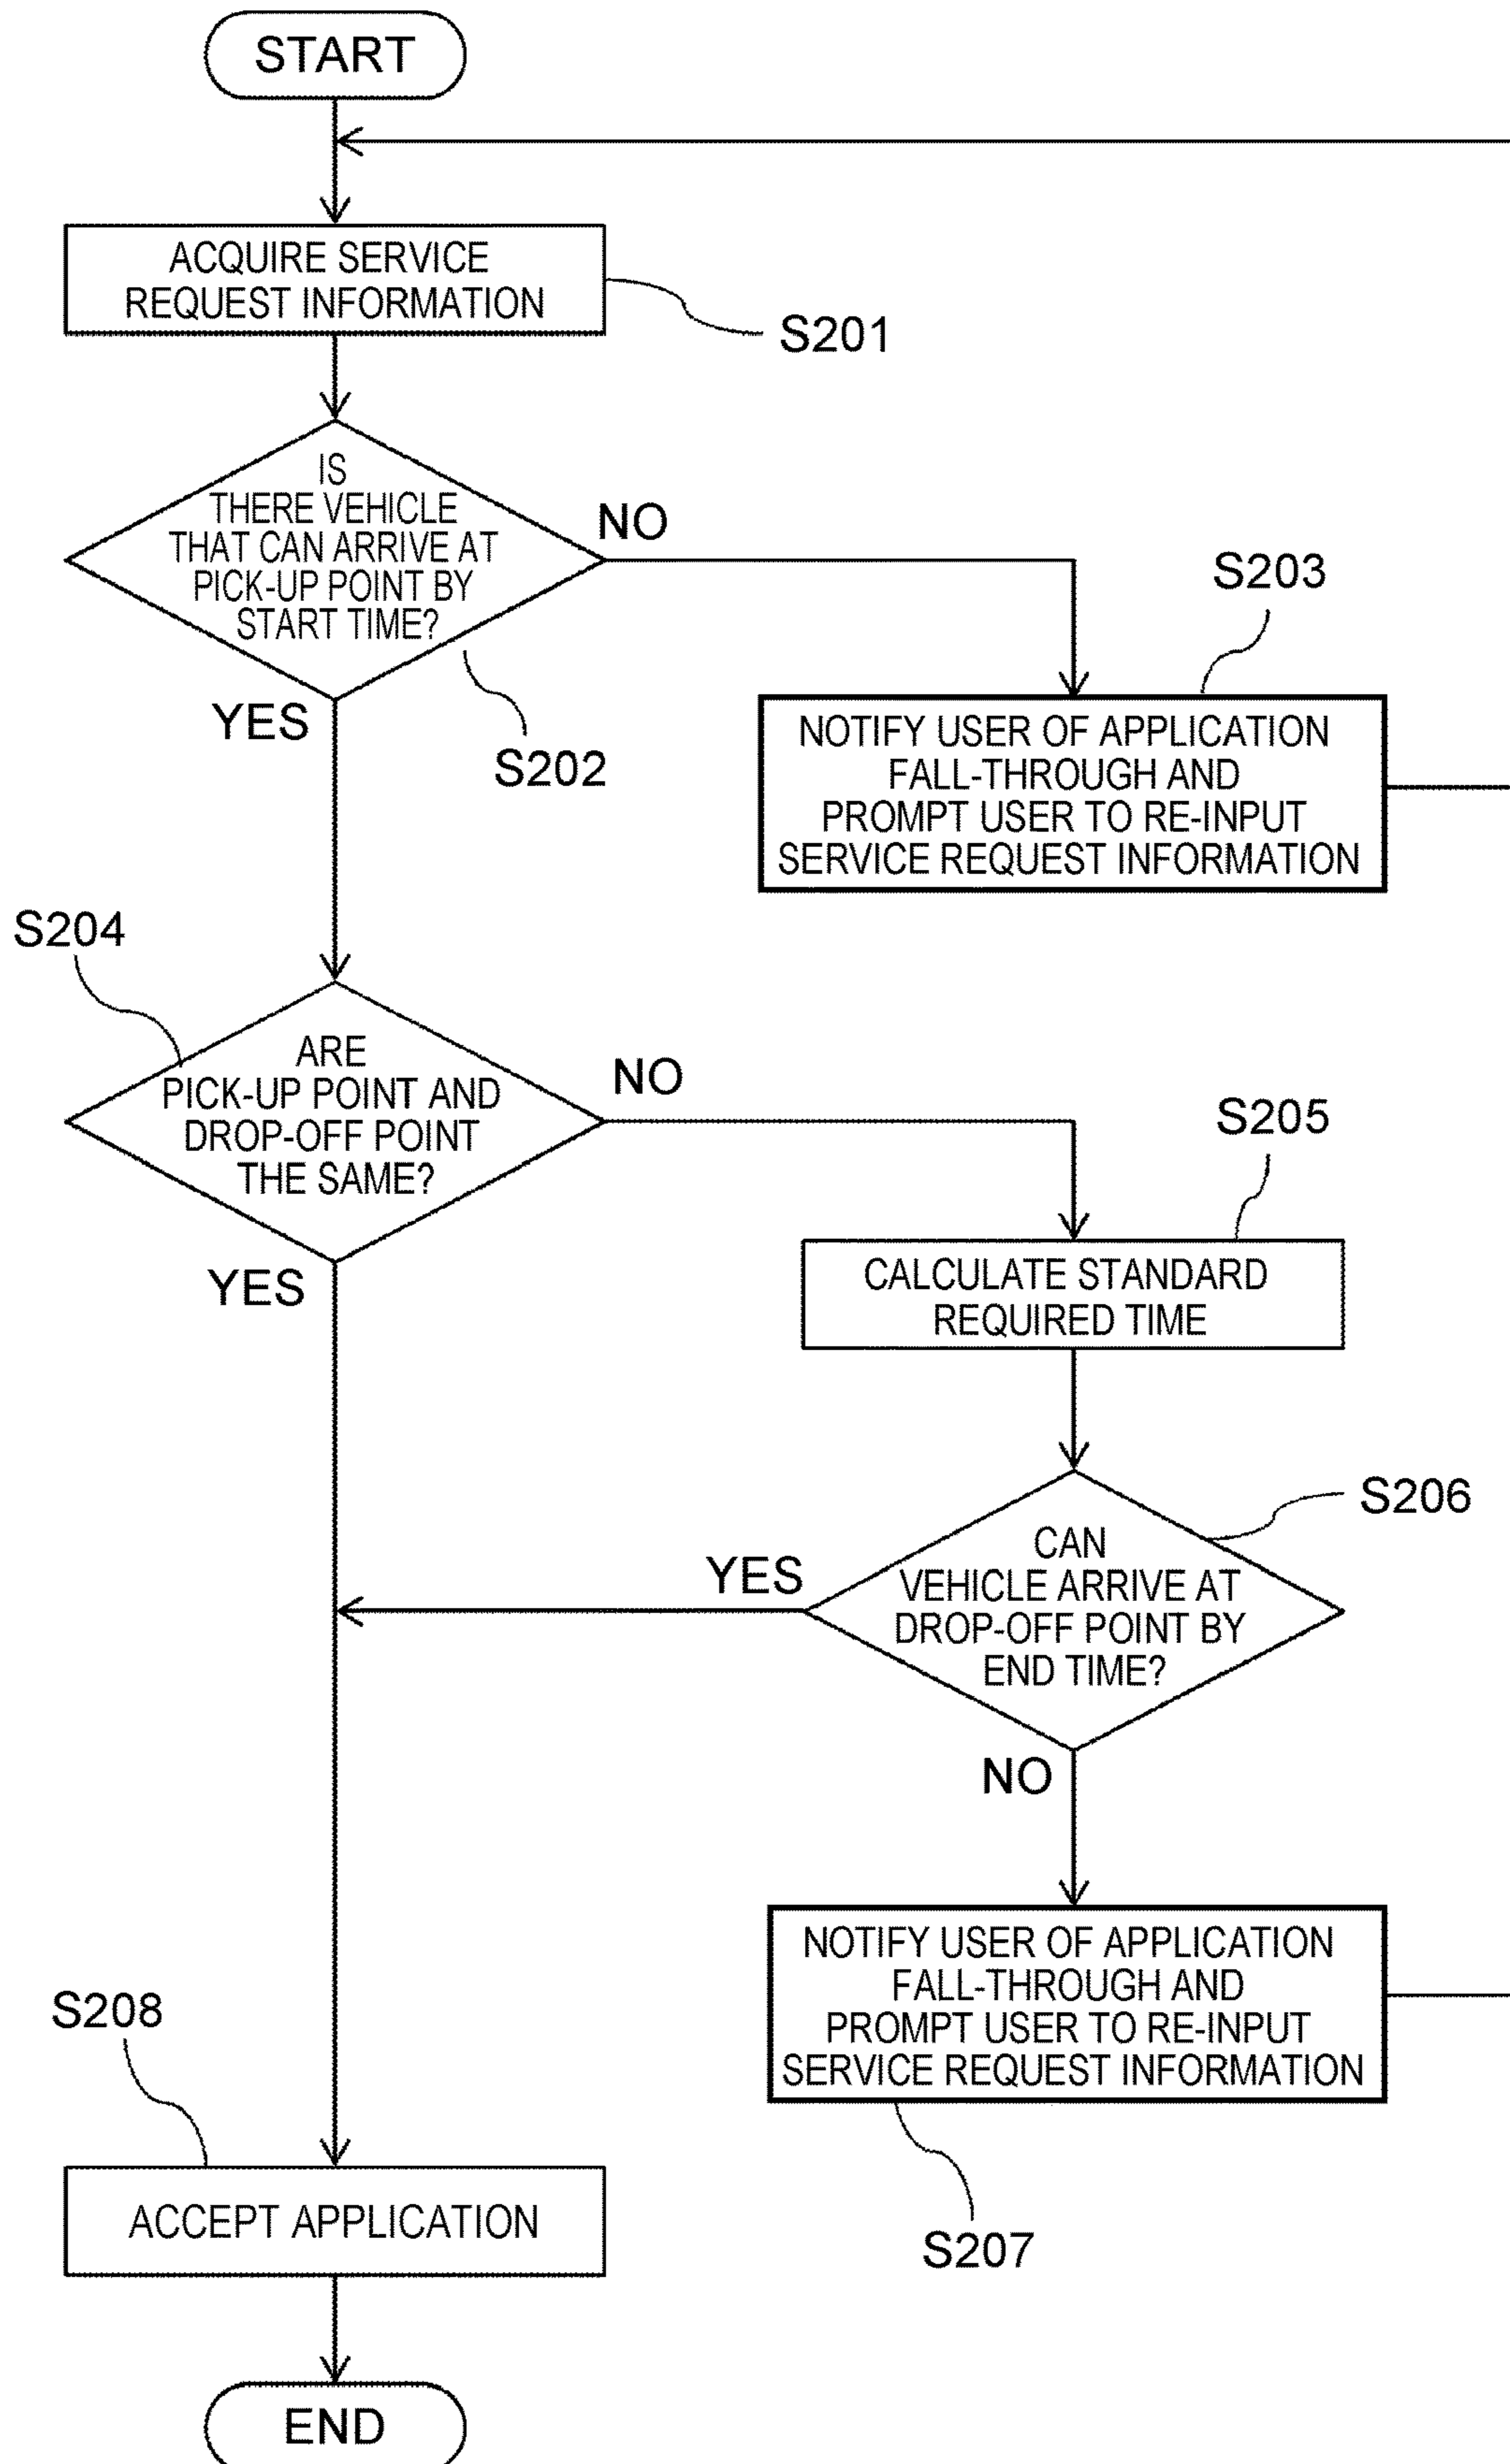 START
ACQUIRE SERVICE
REQUEST INFORMATION
S201
IS
THERE VEHICLE
THAT CAN ARRIVE AT
PICK-UP POINT BY
START TIME?
NO
YES
S202
S203
NOTIFY USER OF APPLICATION
FALL-THROUGH AND
PROMPT USER TO RE-INPUT
SERVICE REQUEST INFORMATION
S204
ARE
PICK-UP POINT AND
DROP-OFF POINT
THE SAME?
NO
YES
S205
CALCULATE STANDARD
REQUIRED TIME
S206
CAN
VEHICLE ARRIVE AT
DROP-OFF POINT BY
END TIME?
YES
NO
NOTIFY USER OF APPLICATION
FALL-THROUGH AND
PROMPT USER TO RE-INPUT
SERVICE REQUEST INFORMATION
S207
S208
ACCEPT APPLICATION
END